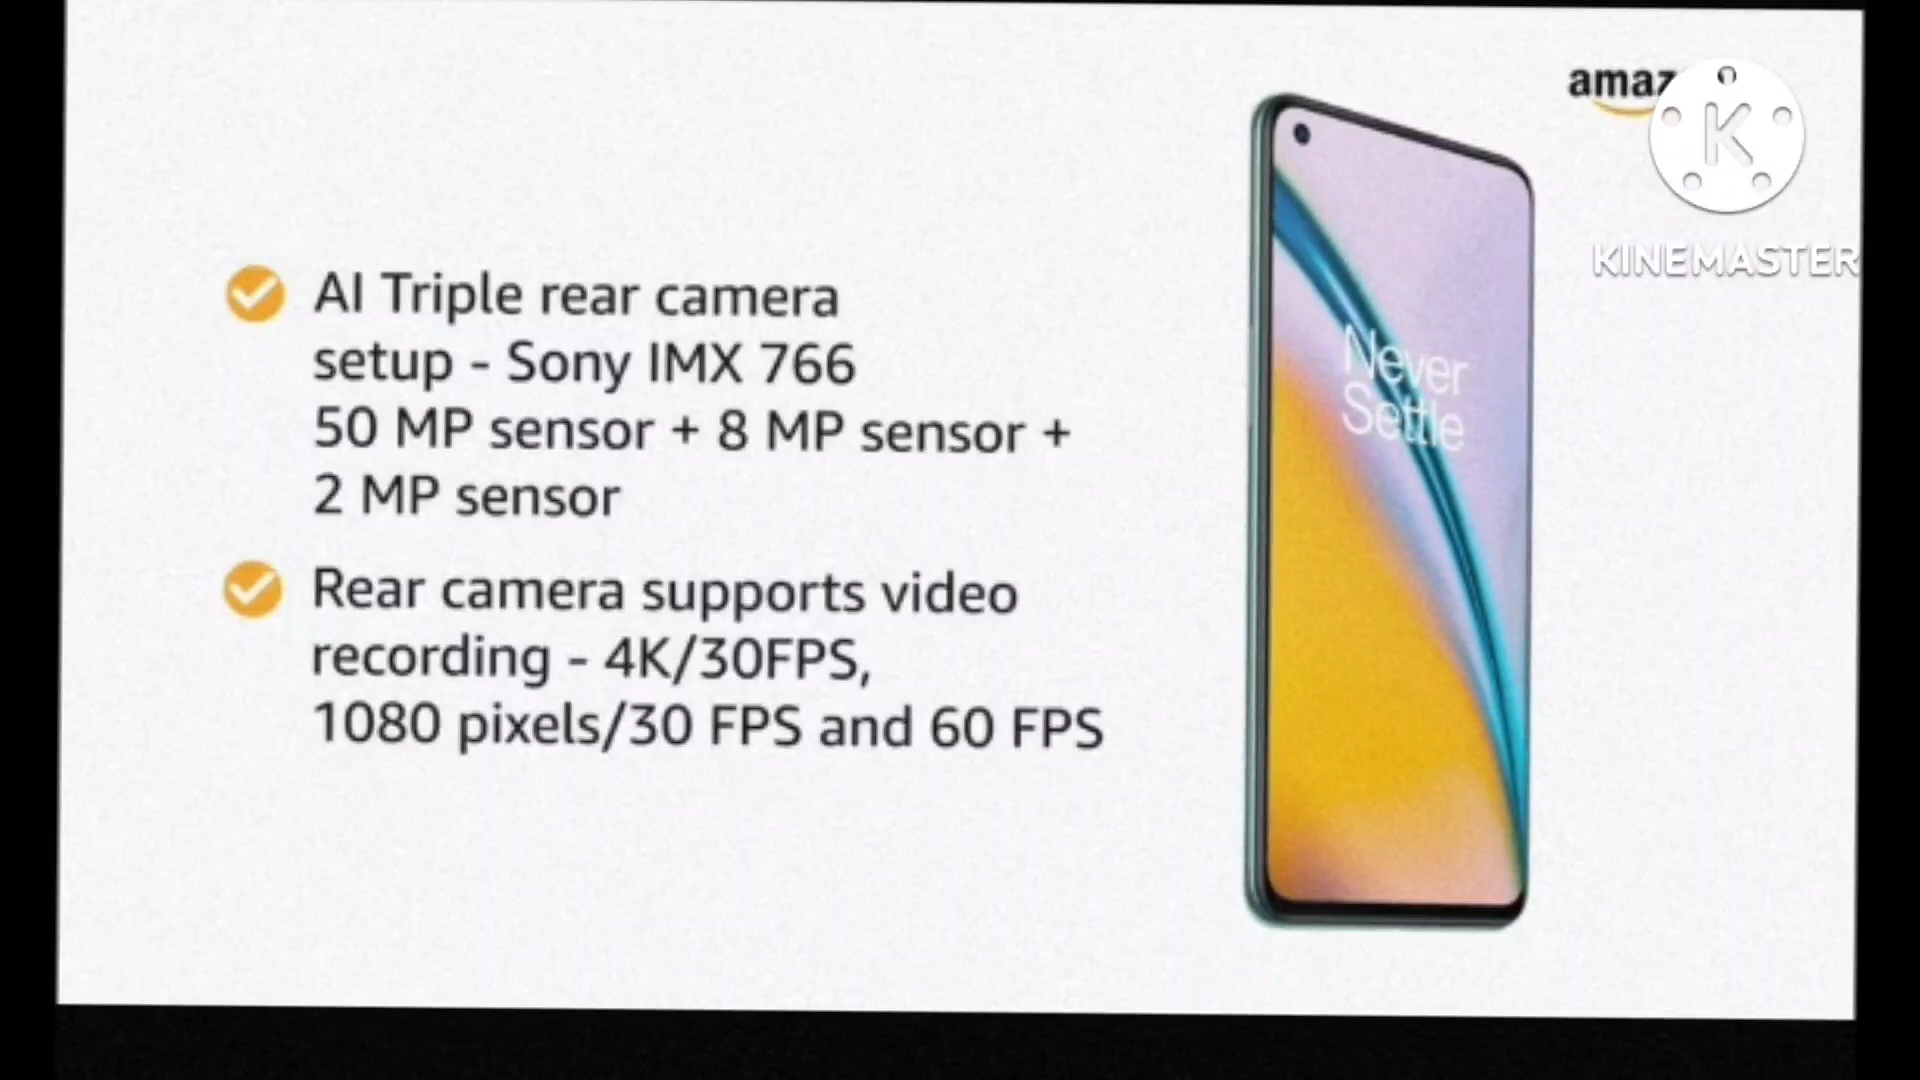 amaz
K
KINEMASTER
AI Triple rear camera
setup - Sony IMX 766
50 MP sensor + 8 MP sensor +
2 MP sensor
Rear camera supports video
recording - 4K/30FPS,
1080 pixels/30 FPS and 60 FPS
Never
Settle